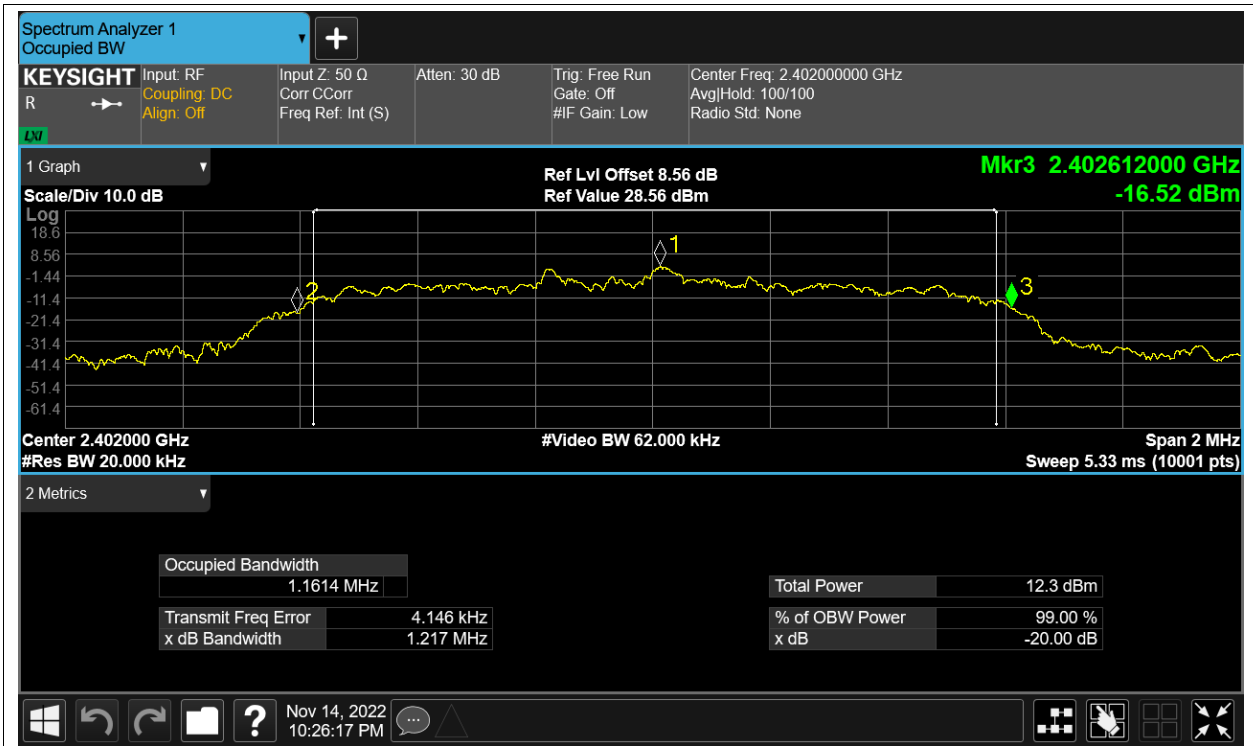 Spectrum Analyzer 1
Occupied BW
▼
+
KEYSIGHT
R
LXI
Input: RF
Coupling: DC
Align: Off
Input Z: 50 Ω
Corr CCorr
Freq Ref: Int (S)
Atten: 30 dB
Trig: Free Run
Gate: Off
#IF Gain: Low
Center Freq: 2.402000000 GHz
Avg|Hold: 100/100
Radio Std: None
1 Graph
▼
Scale/Div 10.0 dB
Ref Lvl Offset 8.56 dB
Ref Value 28.56 dBm
Mkr3 2.402612000 GHz
-16.52 dBm
Log
18.6
8.56
-1.44
-11.4
-21.4
-31.4
-41.4
-51.4
-61.4
1
2
3
Center 2.402000 GHz
#Res BW 20.000 kHz
#Video BW 62.000 kHz
Span 2 MHz
Sweep 5.33 ms (10001 pts)
2 Metrics
▼
Occupied Bandwidth
1.1614 MHz
Transmit Freq Error 4.146 kHz
x dB Bandwidth 1.217 MHz
Total Power 12.3 dBm
% of OBW Power 99.00 %
x dB -20.00 dB
?
Nov 14, 2022
10:26:17 PM